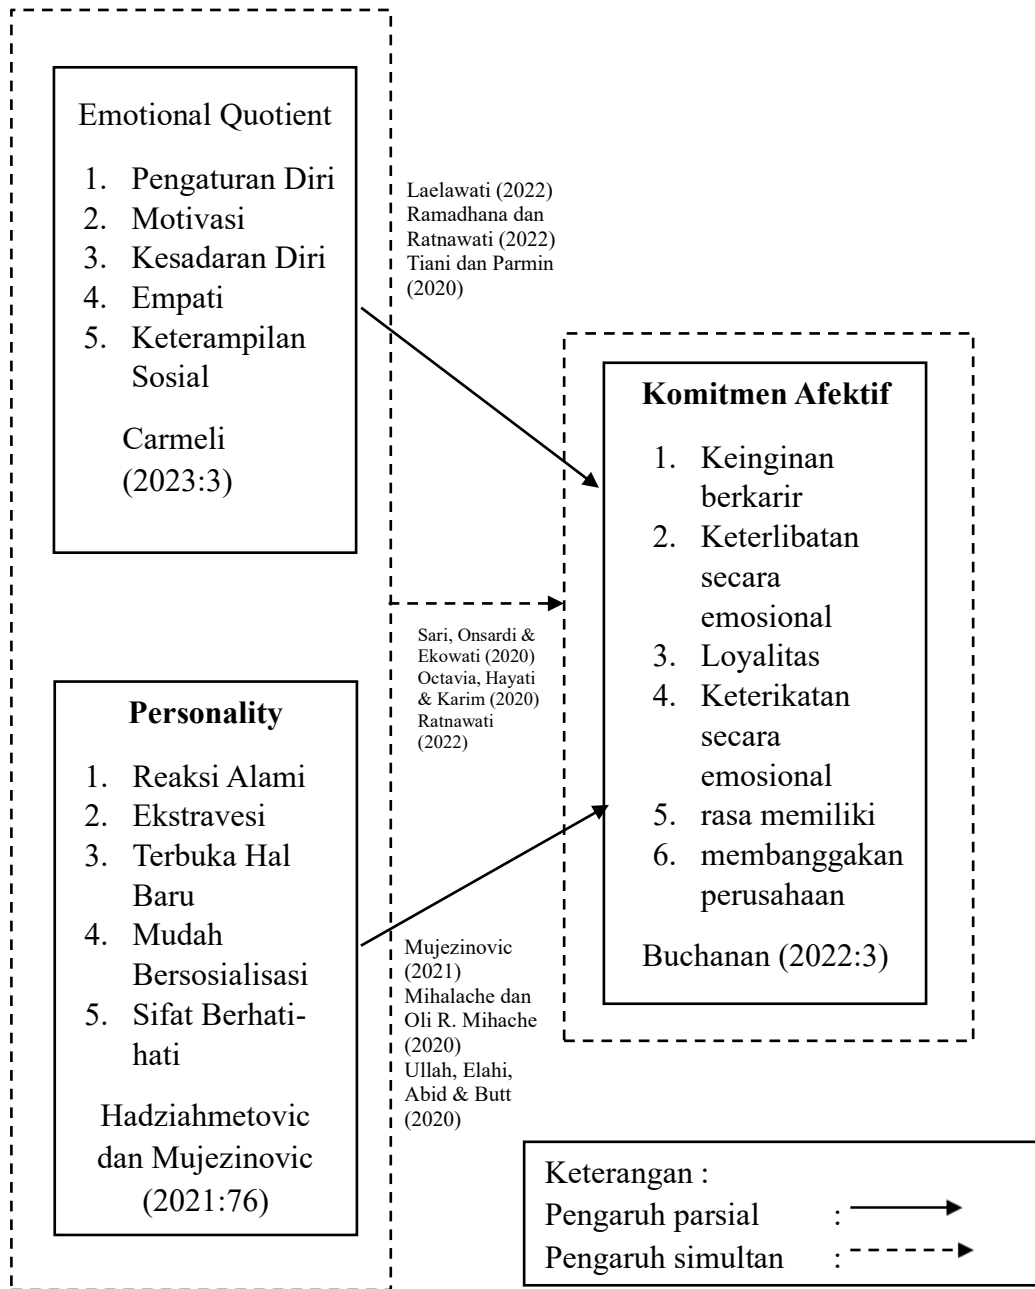 Emotional Quotient
1. Pengaturan Diri
2. Motivasi
3. Kesadaran Diri
4. Empati
5. Keterampilan
Sosial
Carmeli
(2023:3)
Laelawati (2022)
Ramadhana dan
Ratnawati (2022)
Tiani dan Parmin
(2020)
Komitmen Afektif
1. Keinginan
berkarir
2. Keterlibatan
secara
emosional
3. Loyalitas
4. Keterikatan
secara
emosional
5. rasa memiliki
6. membanggakan
perusahaan
Buchanan (2022:3)
Sari, Onsardi &
Ekowati (2020)
Octavia, Hayati
& Karim (2020)
Ratnawati
(2022)
Personality
1. Reaksi Alami
2. Ekstravesi
3. Terbuka Hal
Baru
4. Mudah
Bersosialisasi
5. Sifat Berhati-
hati
Hadziahmetovic
dan Mujezinovic
(2021:76)
Mujezinovic
(2021)
Mihalache dan
Oli R. Mihache
(2020)
Ullah, Elahi,
Abid & Butt
(2020)
Keterangan :
Pengaruh parsial :
Pengaruh simultan :